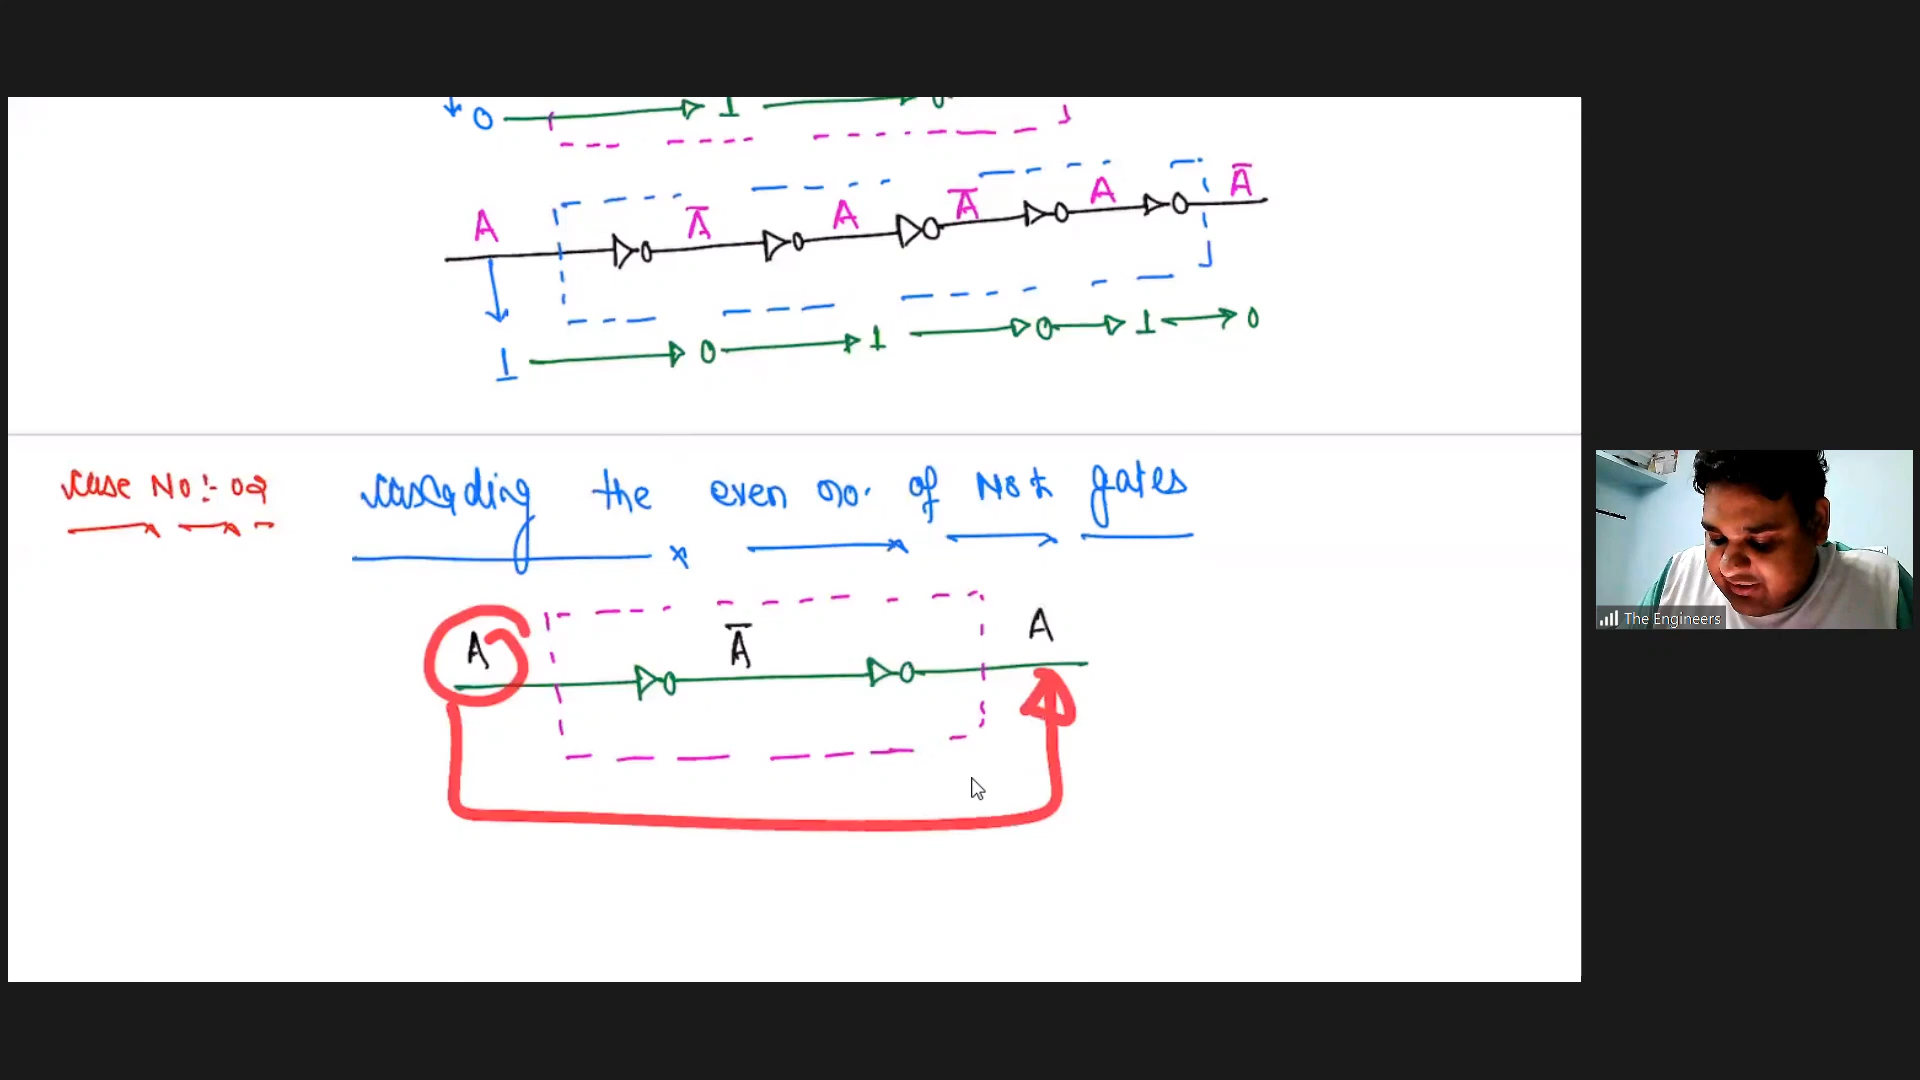 0 1 0
A Ā A Ā A Ā
1 0 1 0 1 0
Case No:- 02 cascading the even no. of Not gates
A Ā A
The Engineers